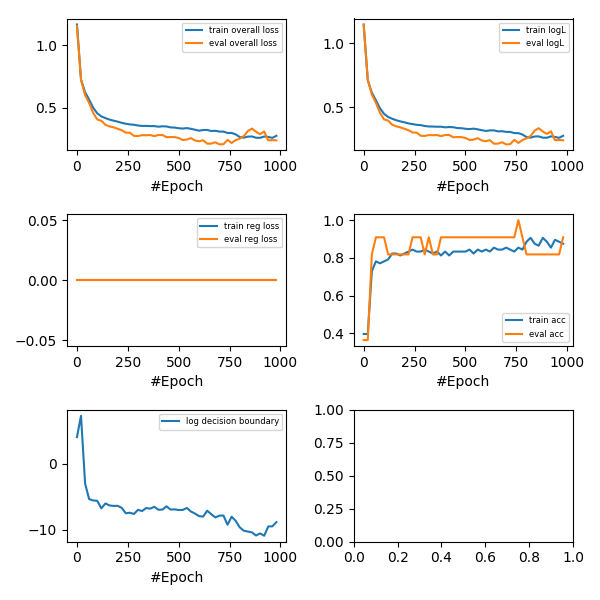 1.0
0.5
train overall loss
eval overall loss
0 250 500 750 1000
#Epoch
1.0
0.5
train logL
eval logL
0 250 500 750 1000
#Epoch
0.05
0.00
−0.05
train reg loss
eval reg loss
0 250 500 750 1000
#Epoch
1.0
0.8
0.6
0.4
train acc
eval acc
0 250 500 750 1000
#Epoch
0
−10
log decision boundary
0 250 500 750 1000
#Epoch
1.00
0.75
0.50
0.25
0.00
0.0 0.2 0.4 0.6 0.8 1.0